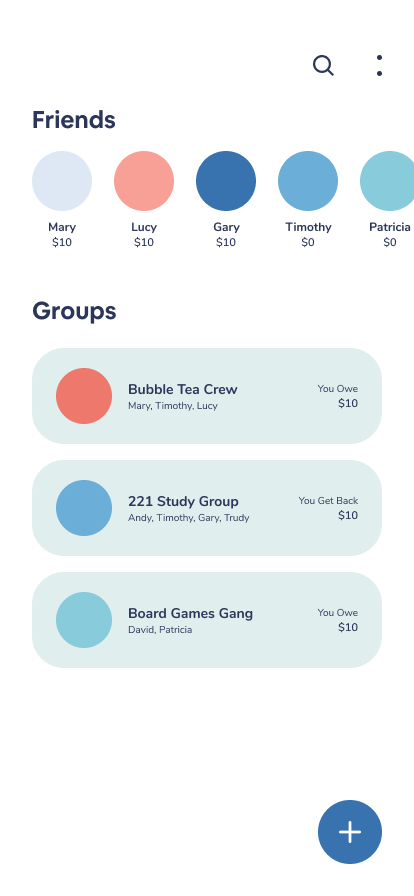 Friends
Mary
$10
Lucy
$10
Gary
$10
Timothy
$0
Patricia
$0
Groups
Bubble Tea Crew
Mary, Timothy, Lucy
You Owe
$10
221 Study Group
Andy, Timothy, Gary, Trudy
You Get Back
$10
Board Games Gang
David, Patricia
You Owe
$10